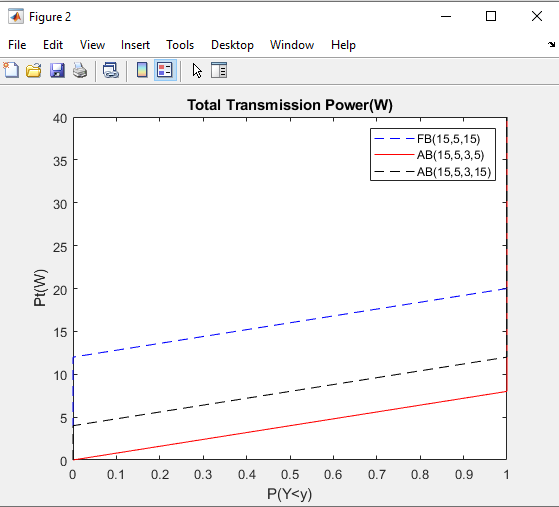 Figure 2
File Edit View Insert Tools Desktop Window Help
Total Transmission Power(W)
40
35
30
25
20
15
10
5
0
Pt(W)
FB(15,5,15)
AB(15,5,3,5)
AB(15,5,3,15)
0 0.1 0.2 0.3 0.4 0.5 0.6 0.7 0.8 0.9 1
P(Y<y)